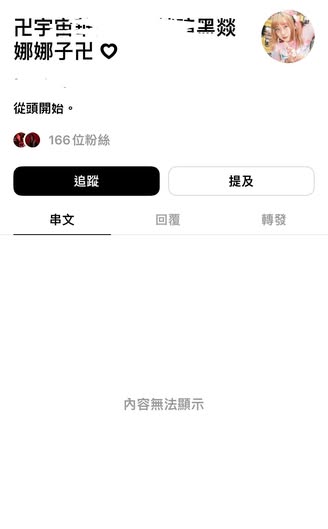 卍宇宙
黑燚
娜娜子卍 ♡
從頭開始。
166位粉絲
追蹤
提及
串文
回覆
轉發
內容無法顯示